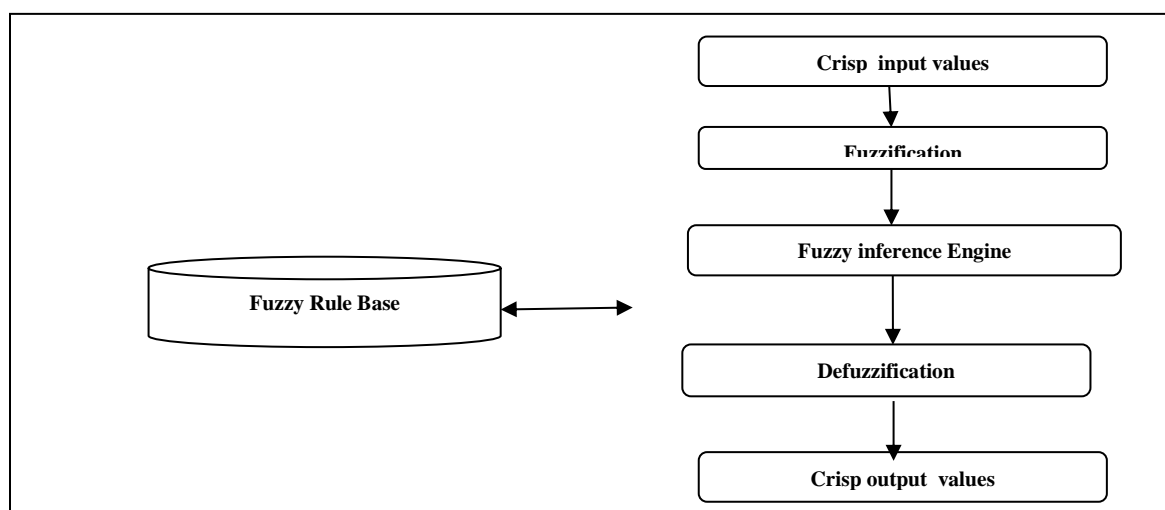 Crisp input values
Fuzzification
Fuzzy inference Engine
Fuzzy Rule Base
Defuzzification
Crisp output values